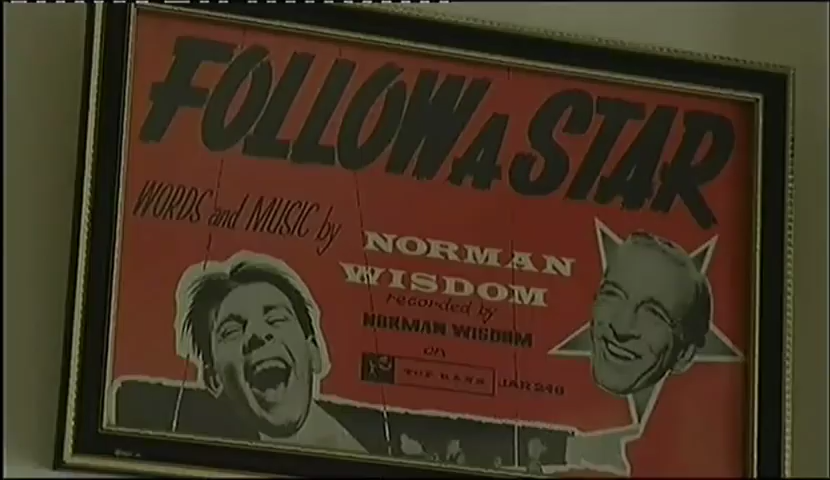 FOLLOW A STAR
WORDS and MUSIC by
NORMAN
WISDOM
recorded by
NORMAN WISDOM
on
TOP RANK JAR 246